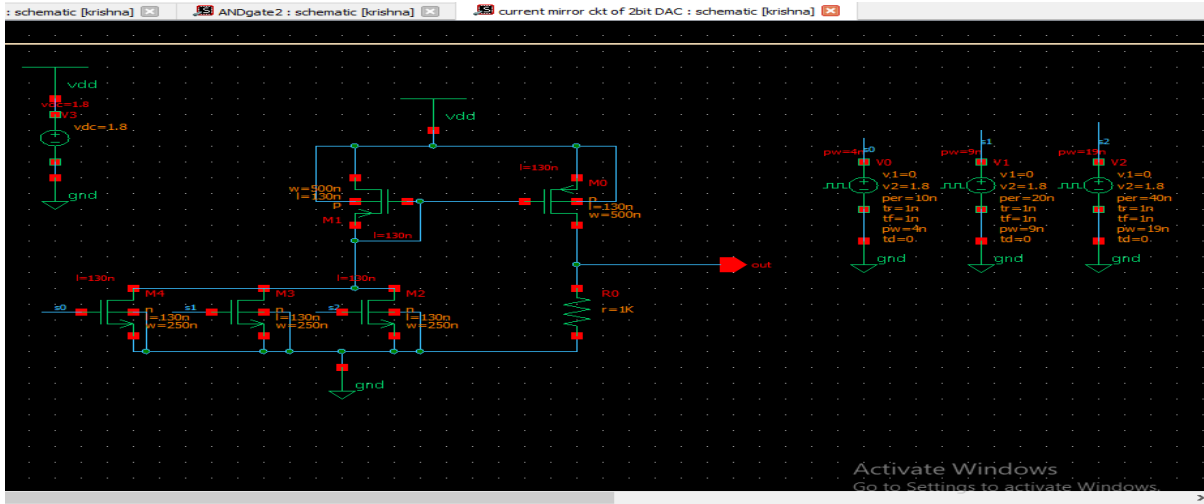 : schematic [krishna]
ANDgate2 : schematic [krishna]
current mirror ckt of 2bit DAC : schematic [krishna]
vdd
vdc=1.8
V3
vdc=1.8
gnd
vdd
w=500n
l=130n
p
M1
l=130n
l=130n
M0
p
l=130n
w=500n
out
R0
r=1K
l=130n
M4
s0
n
l=130n
w=250n
M3
s1
n
l=130n
w=250n
l=130n
M2
s2
n
l=130n
w=250n
gnd
s0
pw=4n
V0
v1=0
v2=1.8
per=10n
tr=1n
tf=1n
pw=4n
td=0
gnd
s1
pw=9n
V1
v1=0
v2=1.8
per=20n
tr=1n
tf=1n
pw=9n
td=0
gnd
s2
pw=19n
V2
v1=0
v2=1.8
per=40n
tr=1n
tf=1n
pw=19n
td=0
gnd
Activate Windows
Go to Settings to activate Windows.